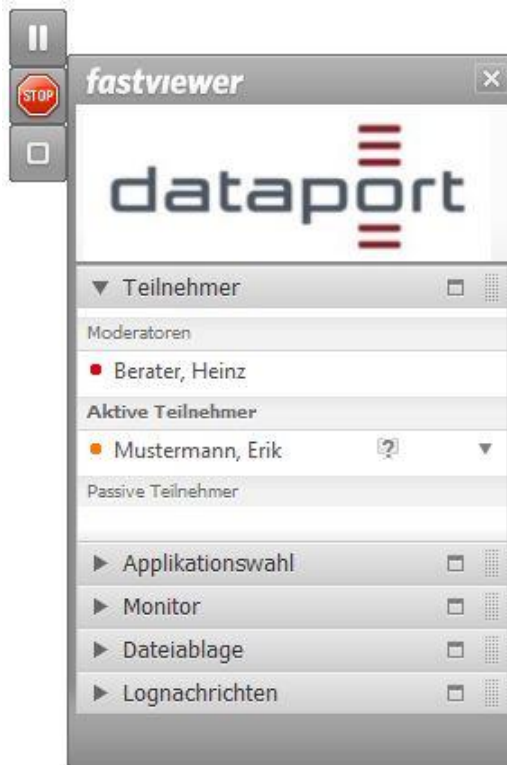 STOP
fastviewer
dataport
Teilnehmer
Moderatoren
Berater, Heinz
Aktive Teilnehmer
Mustermann, Erik ?
Passive Teilnehmer
Applikationswahl
Monitor
Dateiablage
Lognachrichten